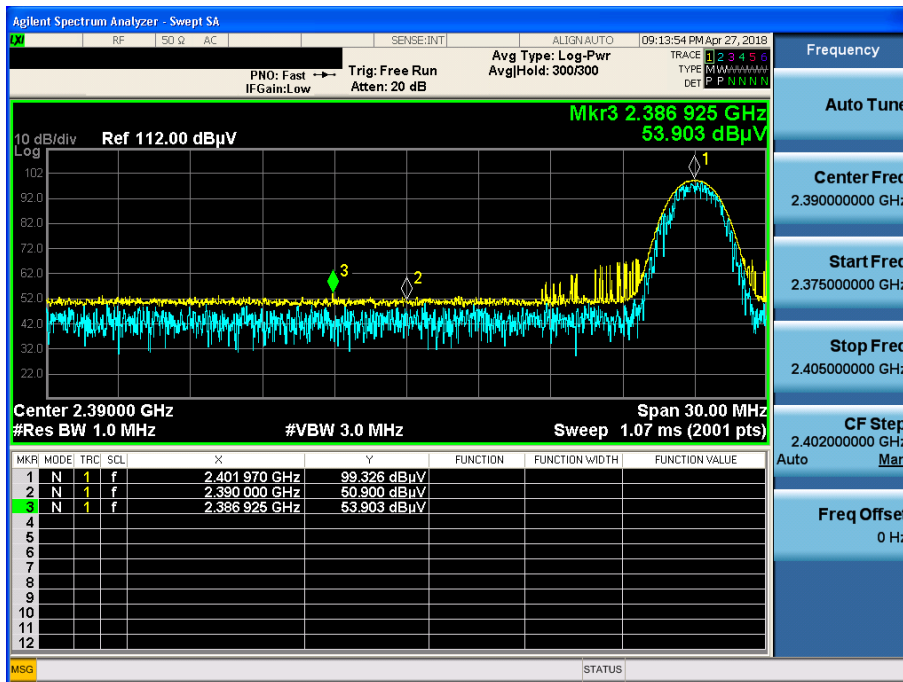 Agilent Spectrum Analyzer - Swept SA
LXI RF 50 Ω AC SENSE:INT ALIGN AUTO 09:13:54 PM Apr 27, 2018
PNO: Fast Trig: Free Run Avg Type: Log-Pwr TRACE 1 2 3 4 5 6
IFGain:Low Atten: 20 dB Avg|Hold: 300/300 TYPE M W
DET P P N N N N
Mkr3 2.386 925 GHz
53.903 dBµV
10 dB/div Ref 112.00 dBµV
Log
102
92.0
82.0
72.0
62.0
52.0
42.0
32.0
22.0
1
2
3
Center 2.39000 GHz Span 30.00 MHz
#Res BW 1.0 MHz #VBW 3.0 MHz Sweep 1.07 ms (2001 pts)
MKR MODE TRC SCL X Y FUNCTION FUNCTION WIDTH FUNCTION VALUE
1 N 1 f 2.401 970 GHz 99.326 dBµV
2 N 1 f 2.390 000 GHz 50.900 dBµV
3 N 1 f 2.386 925 GHz 53.903 dBµV
4
5
6
7
8
9
10
11
12
MSG STATUS
Frequency
Auto Tune
Center Freq
2.390000000 GHz
Start Freq
2.375000000 GHz
Stop Freq
2.405000000 GHz
CF Step
2.402000000 GHz
Auto Man
Freq Offset
0 Hz